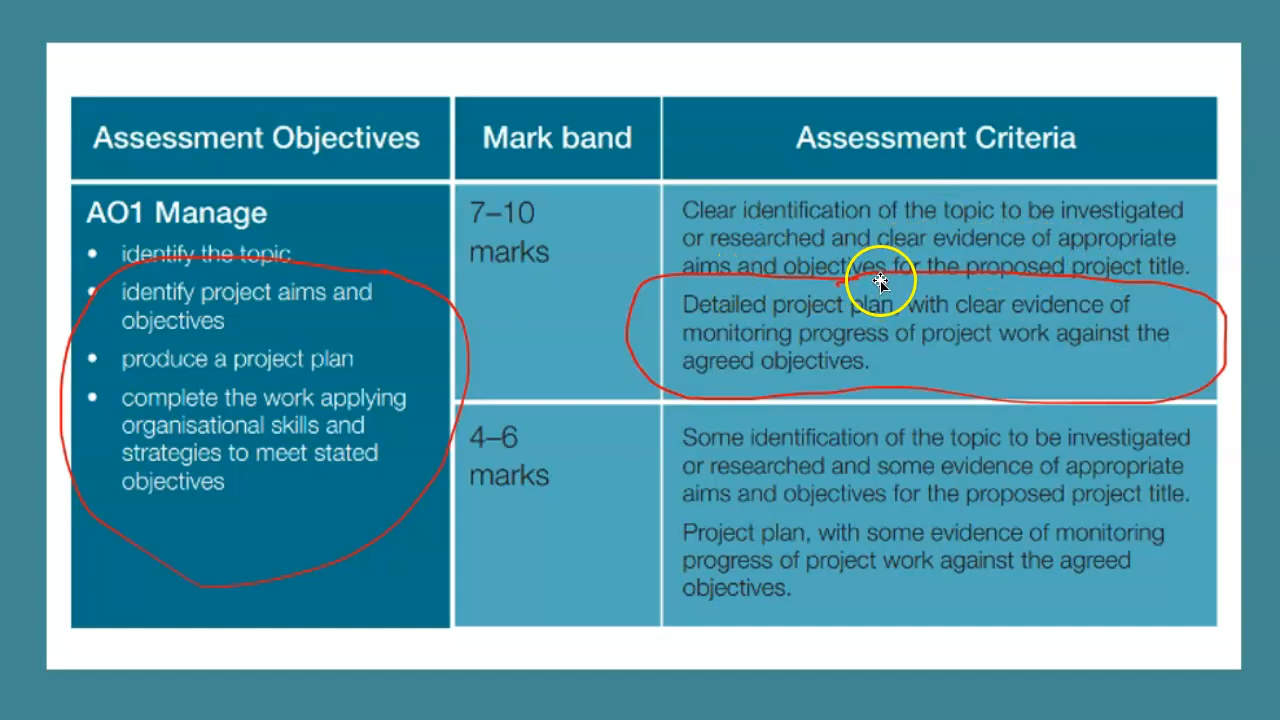 Assessment Objectives
Mark band
Assessment Criteria
AO1 Manage
• identify the topic
• identify project aims and
objectives
• produce a project plan
• complete the work applying
organisational skills and
strategies to meet stated
objectives
7–10
marks
Clear identification of the topic to be investigated
or researched and clear evidence of appropriate
aims and objectives for the proposed project title.
Detailed project plan, with clear evidence of
monitoring progress of project work against the
agreed objectives.
4–6
marks
Some identification of the topic to be investigated
or researched and some evidence of appropriate
aims and objectives for the proposed project title.
Project plan, with some evidence of monitoring
progress of project work against the agreed
objectives.